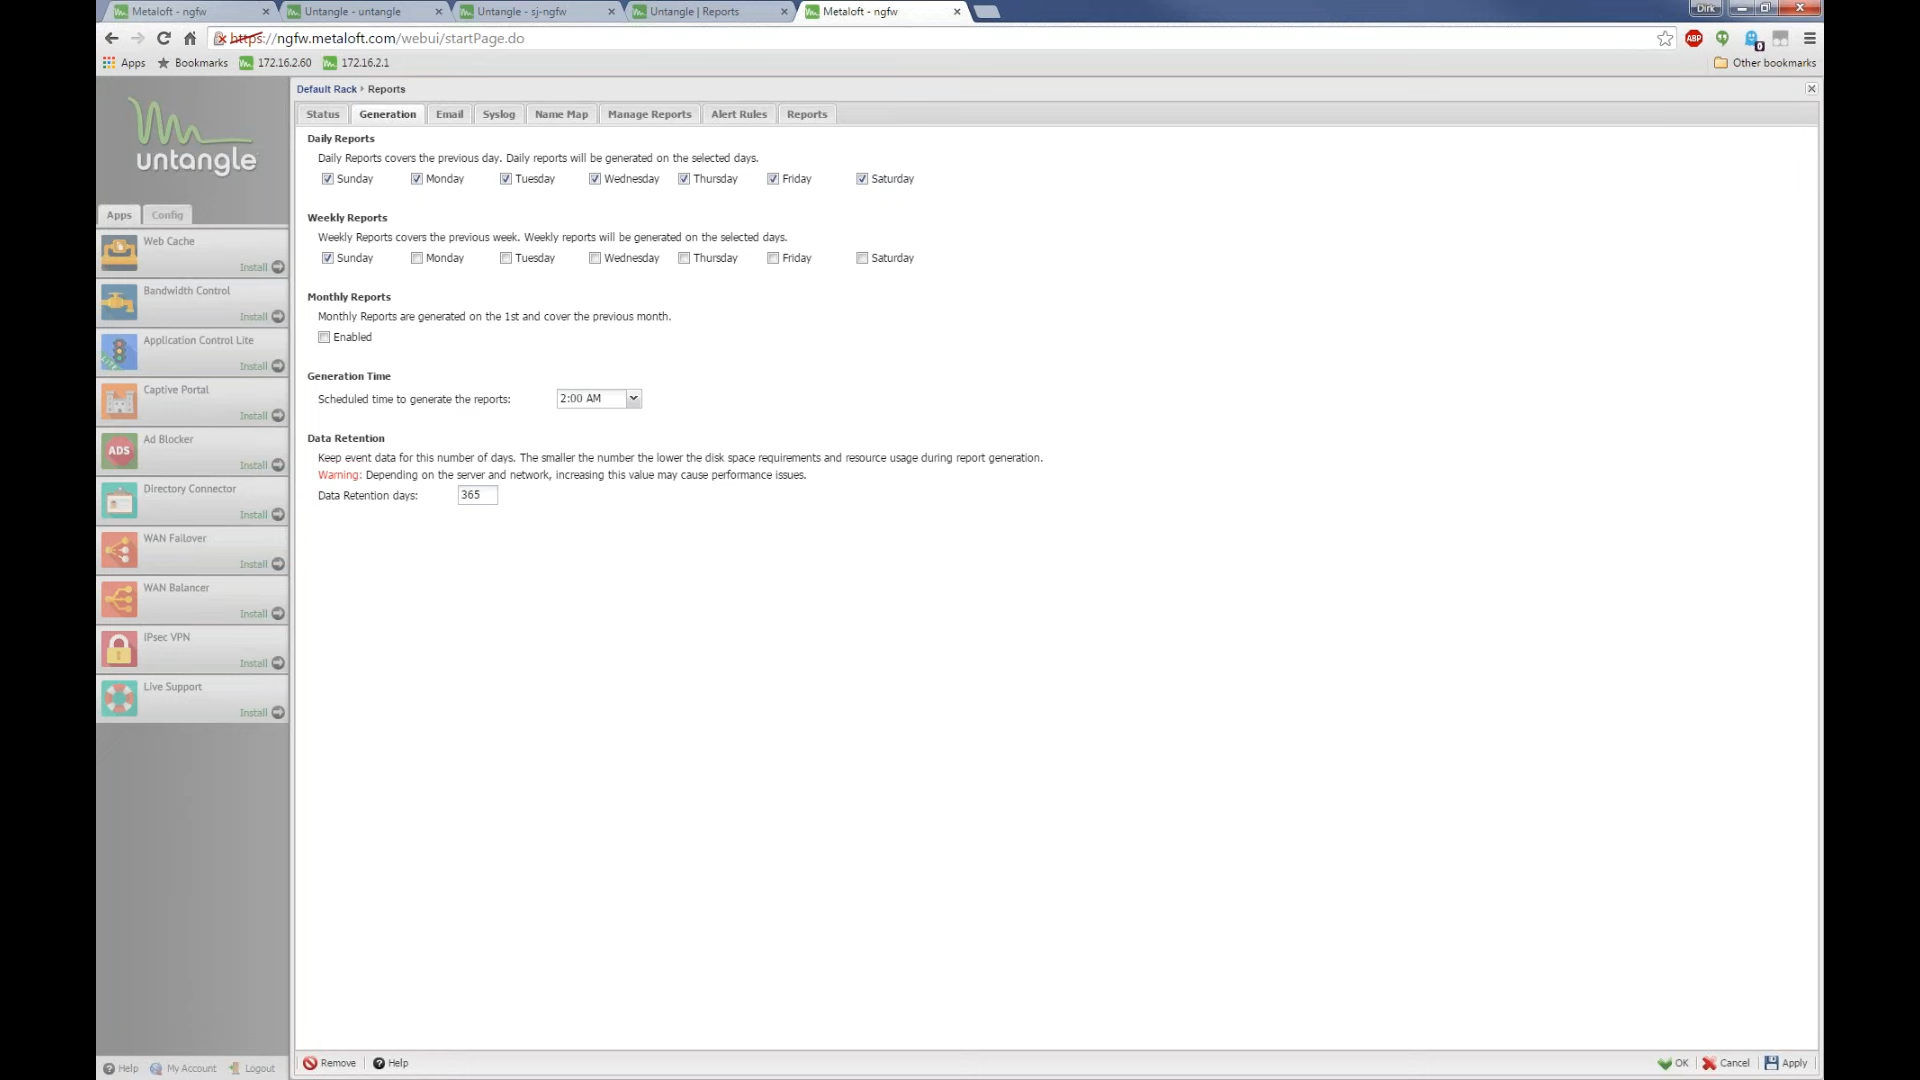 Metaloft - ngfw
Untangle - untangle
Untangle - sj-ngfw
Untangle | Reports
Metaloft - ngfw
Dirk
https://ngfw.metaloft.com/webui/startPage.do
ABP
0
Apps
Bookmarks
172.16.2.60
172.16.2.1
Other bookmarks
untangle
Apps
Config
Web Cache
Install
Bandwidth Control
Install
Application Control Lite
Install
Captive Portal
Install
ADS
Ad Blocker
Install
Directory Connector
Install
WAN Failover
Install
WAN Balancer
Install
IPsec VPN
Install
Live Support
Install
Help
My Account
Logout
Default Rack
Reports
Status
Generation
Email
Syslog
Name Map
Manage Reports
Alert Rules
Reports
Daily Reports
Daily Reports covers the previous day. Daily reports will be generated on the selected days.
Sunday
Monday
Tuesday
Wednesday
Thursday
Friday
Saturday
Weekly Reports
Weekly Reports covers the previous week. Weekly reports will be generated on the selected days.
Sunday
Monday
Tuesday
Wednesday
Thursday
Friday
Saturday
Monthly Reports
Monthly Reports are generated on the 1st and cover the previous month.
Enabled
Generation Time
Scheduled time to generate the reports:
2:00 AM
Data Retention
Keep event data for this number of days. The smaller the number the lower the disk space requirements and resource usage during report generation.
Warning: Depending on the server and network, increasing this value may cause performance issues.
Data Retention days:
365
Remove
Help
OK
Cancel
Apply